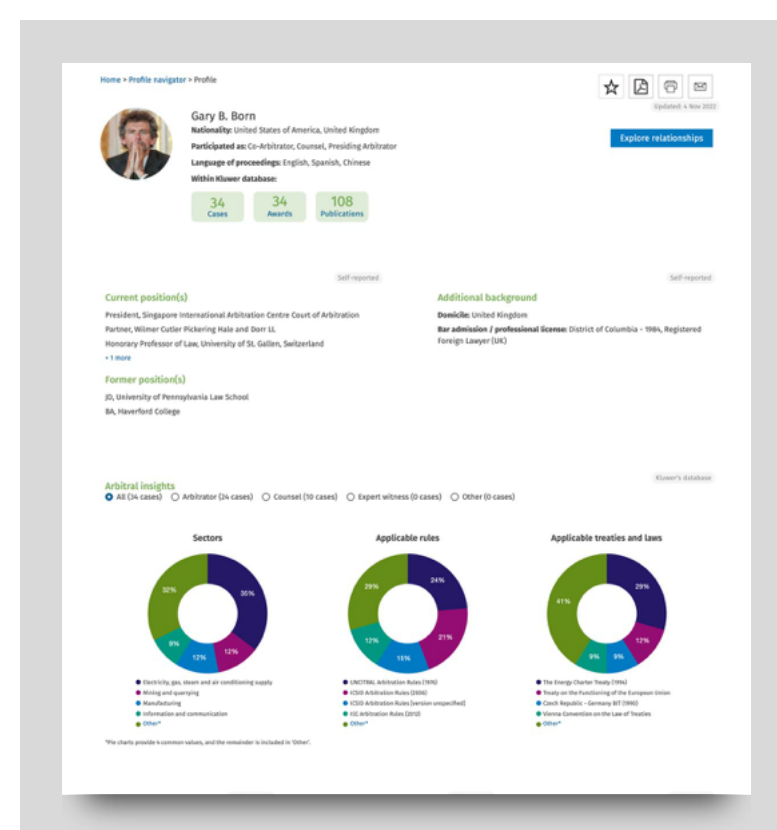 Home > Profile navigator > Profile
Updated: 4 Nov 2022
Gary B. Born
Nationality: United States of America, United Kingdom
Explore relationships
Participated as: Co-Arbitrator, Counsel, Presiding Arbitrator
Language of proceedings: English, Spanish, Chinese
Within Kluwer database:
34 34 108
Cases Awards Publications
Self-reported
Current position(s)
President, Singapore International Arbitration Centre Court of Arbitration
Partner, Wilmer Cutler Pickering Hale and Dorr LL
Honorary Professor of Law, University of St. Gallen, Switzerland
+ 1 more
Former position(s)
JD, University of Pennsylvania Law School
BA, Haverford College
Self-reported
Additional background
Domicile: United Kingdom
Bar admission / professional license: District of Columbia - 1984, Registered
Foreign Lawyer (UK)
Kluwer's database
Arbitral insights
All (34 cases) Arbitrator (24 cases) Counsel (10 cases) Expert witness (0 cases) Other (0 cases)
Sectors
35%
12%
12%
9%
32%
Electricity, gas, steam and air conditioning supply
Mining and quarrying
Manufacturing
Information and communication
Other*
Applicable rules
24%
21%
15%
12%
29%
UNCITRAL Arbitration Rules (1976)
ICSID Arbitration Rules (2006)
ICSID Arbitration Rules [version unspecified]
ICC Arbitration Rules (2012)
Other*
Applicable treaties and laws
29%
12%
9%
9%
41%
The Energy Charter Treaty (1994)
Treaty on the Functioning of the European Union
Czech Republic - Germany BIT (1990)
Vienna Convention on the Law of Treaties
Other*
*Pie charts provide 4 common values, and the remainder is included in 'Other'.